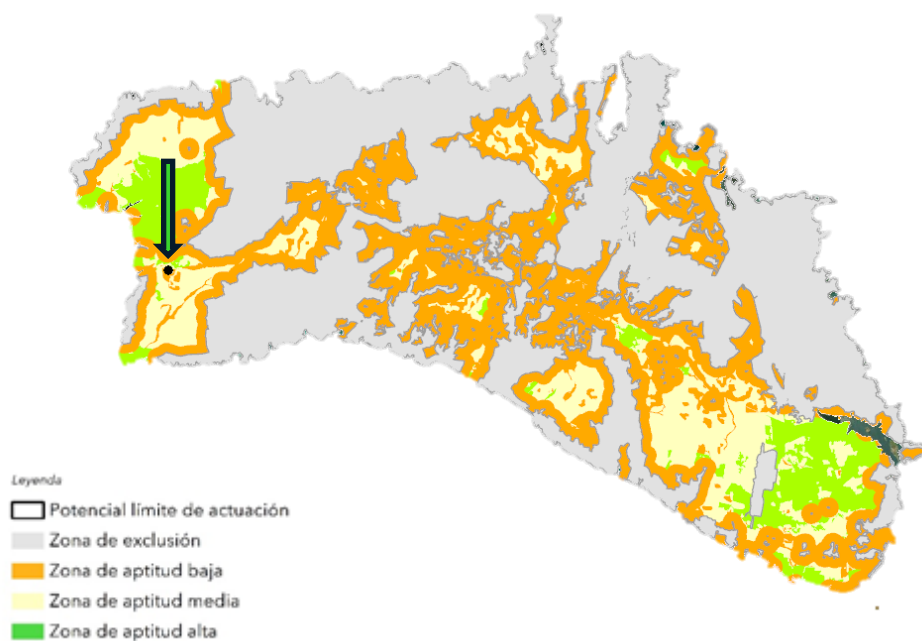 Leyenda
Potencial límite de actuación
Zona de exclusión
Zona de aptitud baja
Zona de aptitud media
Zona de aptitud alta